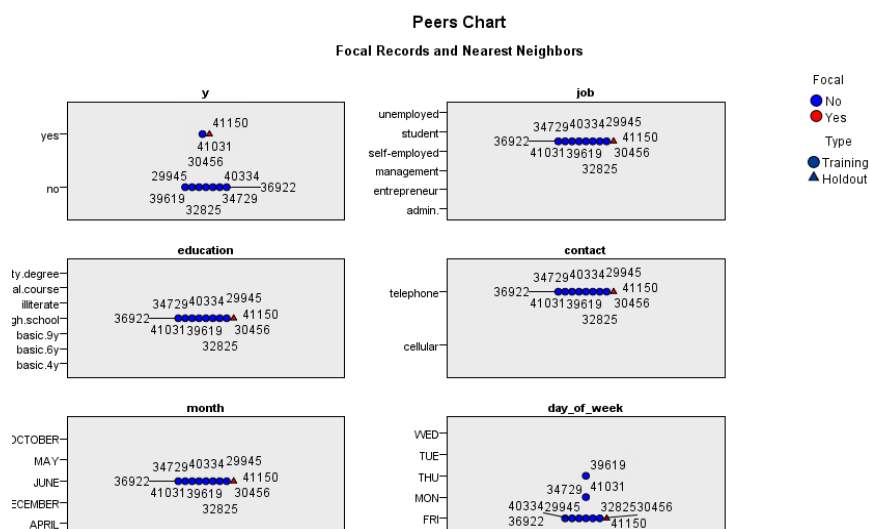 Peers Chart
Focal Records and Nearest Neighbors
Focal
No
Yes
Type
Training
Holdout
y
yes
no
41150
41031
30456
29945
40334
36922
39619
34729
32825
job
unemployed
student
self-employed
management
entrepreneur
admin.
34729 40334 29945
36922
41150
41031 39619
30456
32825
education
ty.degree
al.course
illiterate
gh.school
basic.9y
basic.6y
basic.4y
34729 40334 29945
36922
41150
41031 39619
30456
32825
contact
telephone
cellular
34729 40334 29945
36922
41150
41031 39619
30456
32825
month
OCTOBER
MAY
JUNE
ECEMBER
APRIL
34729 40334 29945
36922
41150
41031 39619
30456
32825
day_of_week
WED
TUE
THU
MON
FRI
39619
34729
41031
40334 29945
32825 30456
36922
41150